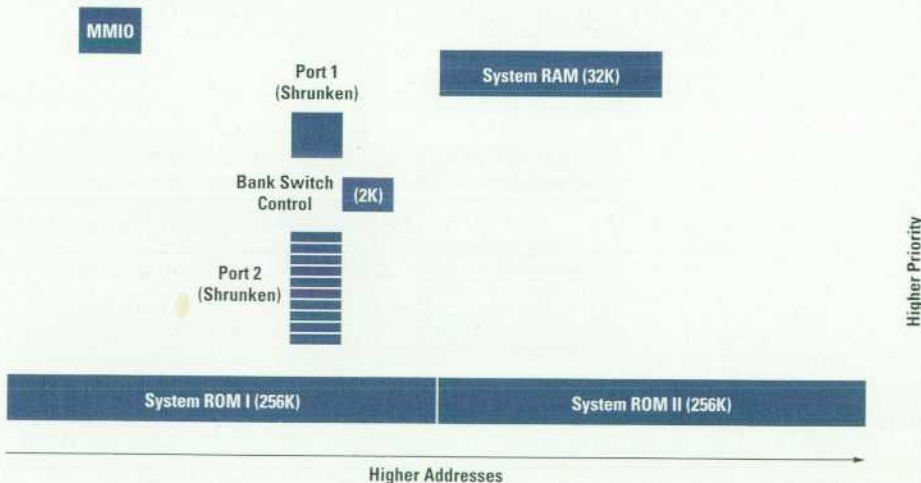 MMIO
Port 1
(Shrunken)
System RAM (32K)
Bank Switch
Control
(2K)
Port 2
(Shrunken)
Higher Priority
System ROM I (256K)
System ROM II (256K)
Higher Addresses